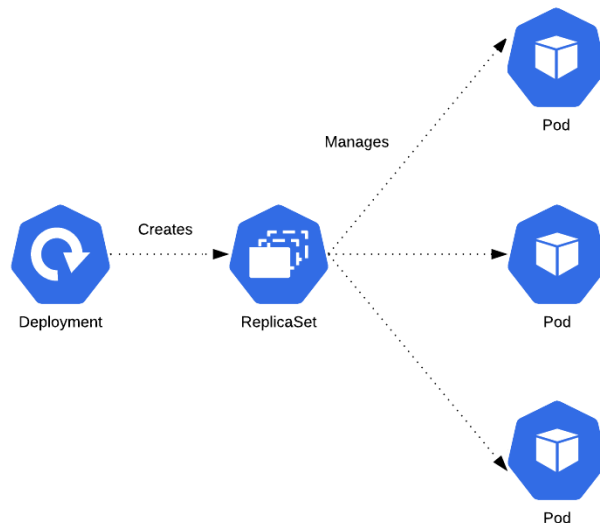 Pod
Manages
Creates
Deployment
ReplicaSet
Pod
Pod